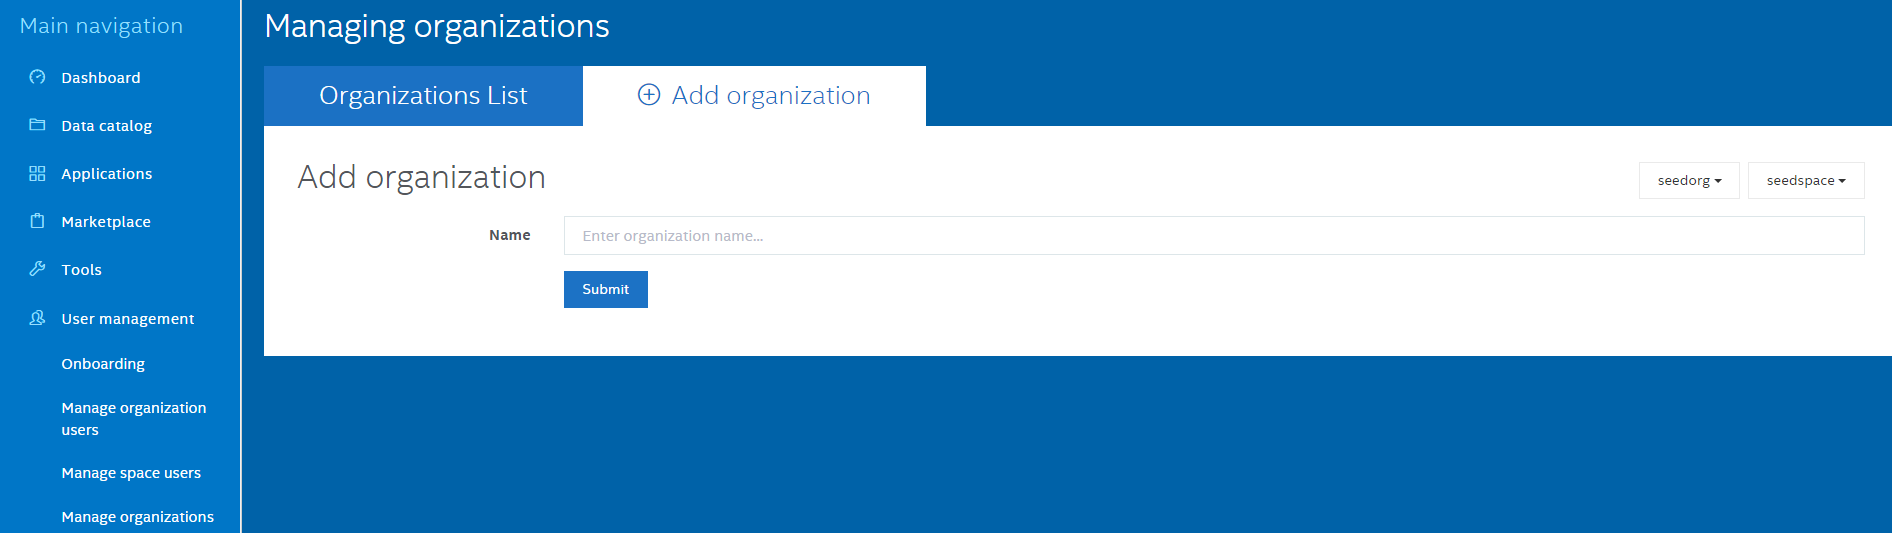 Main navigation
Dashboard
Data catalog
Applications
Marketplace
Tools
User management
Onboarding
Manage organization
users
Manage space users
Manage organizations
Managing organizations
Organizations List
Add organization
Add organization
seedorg
seedspace
Name
Enter organization name...
Submit